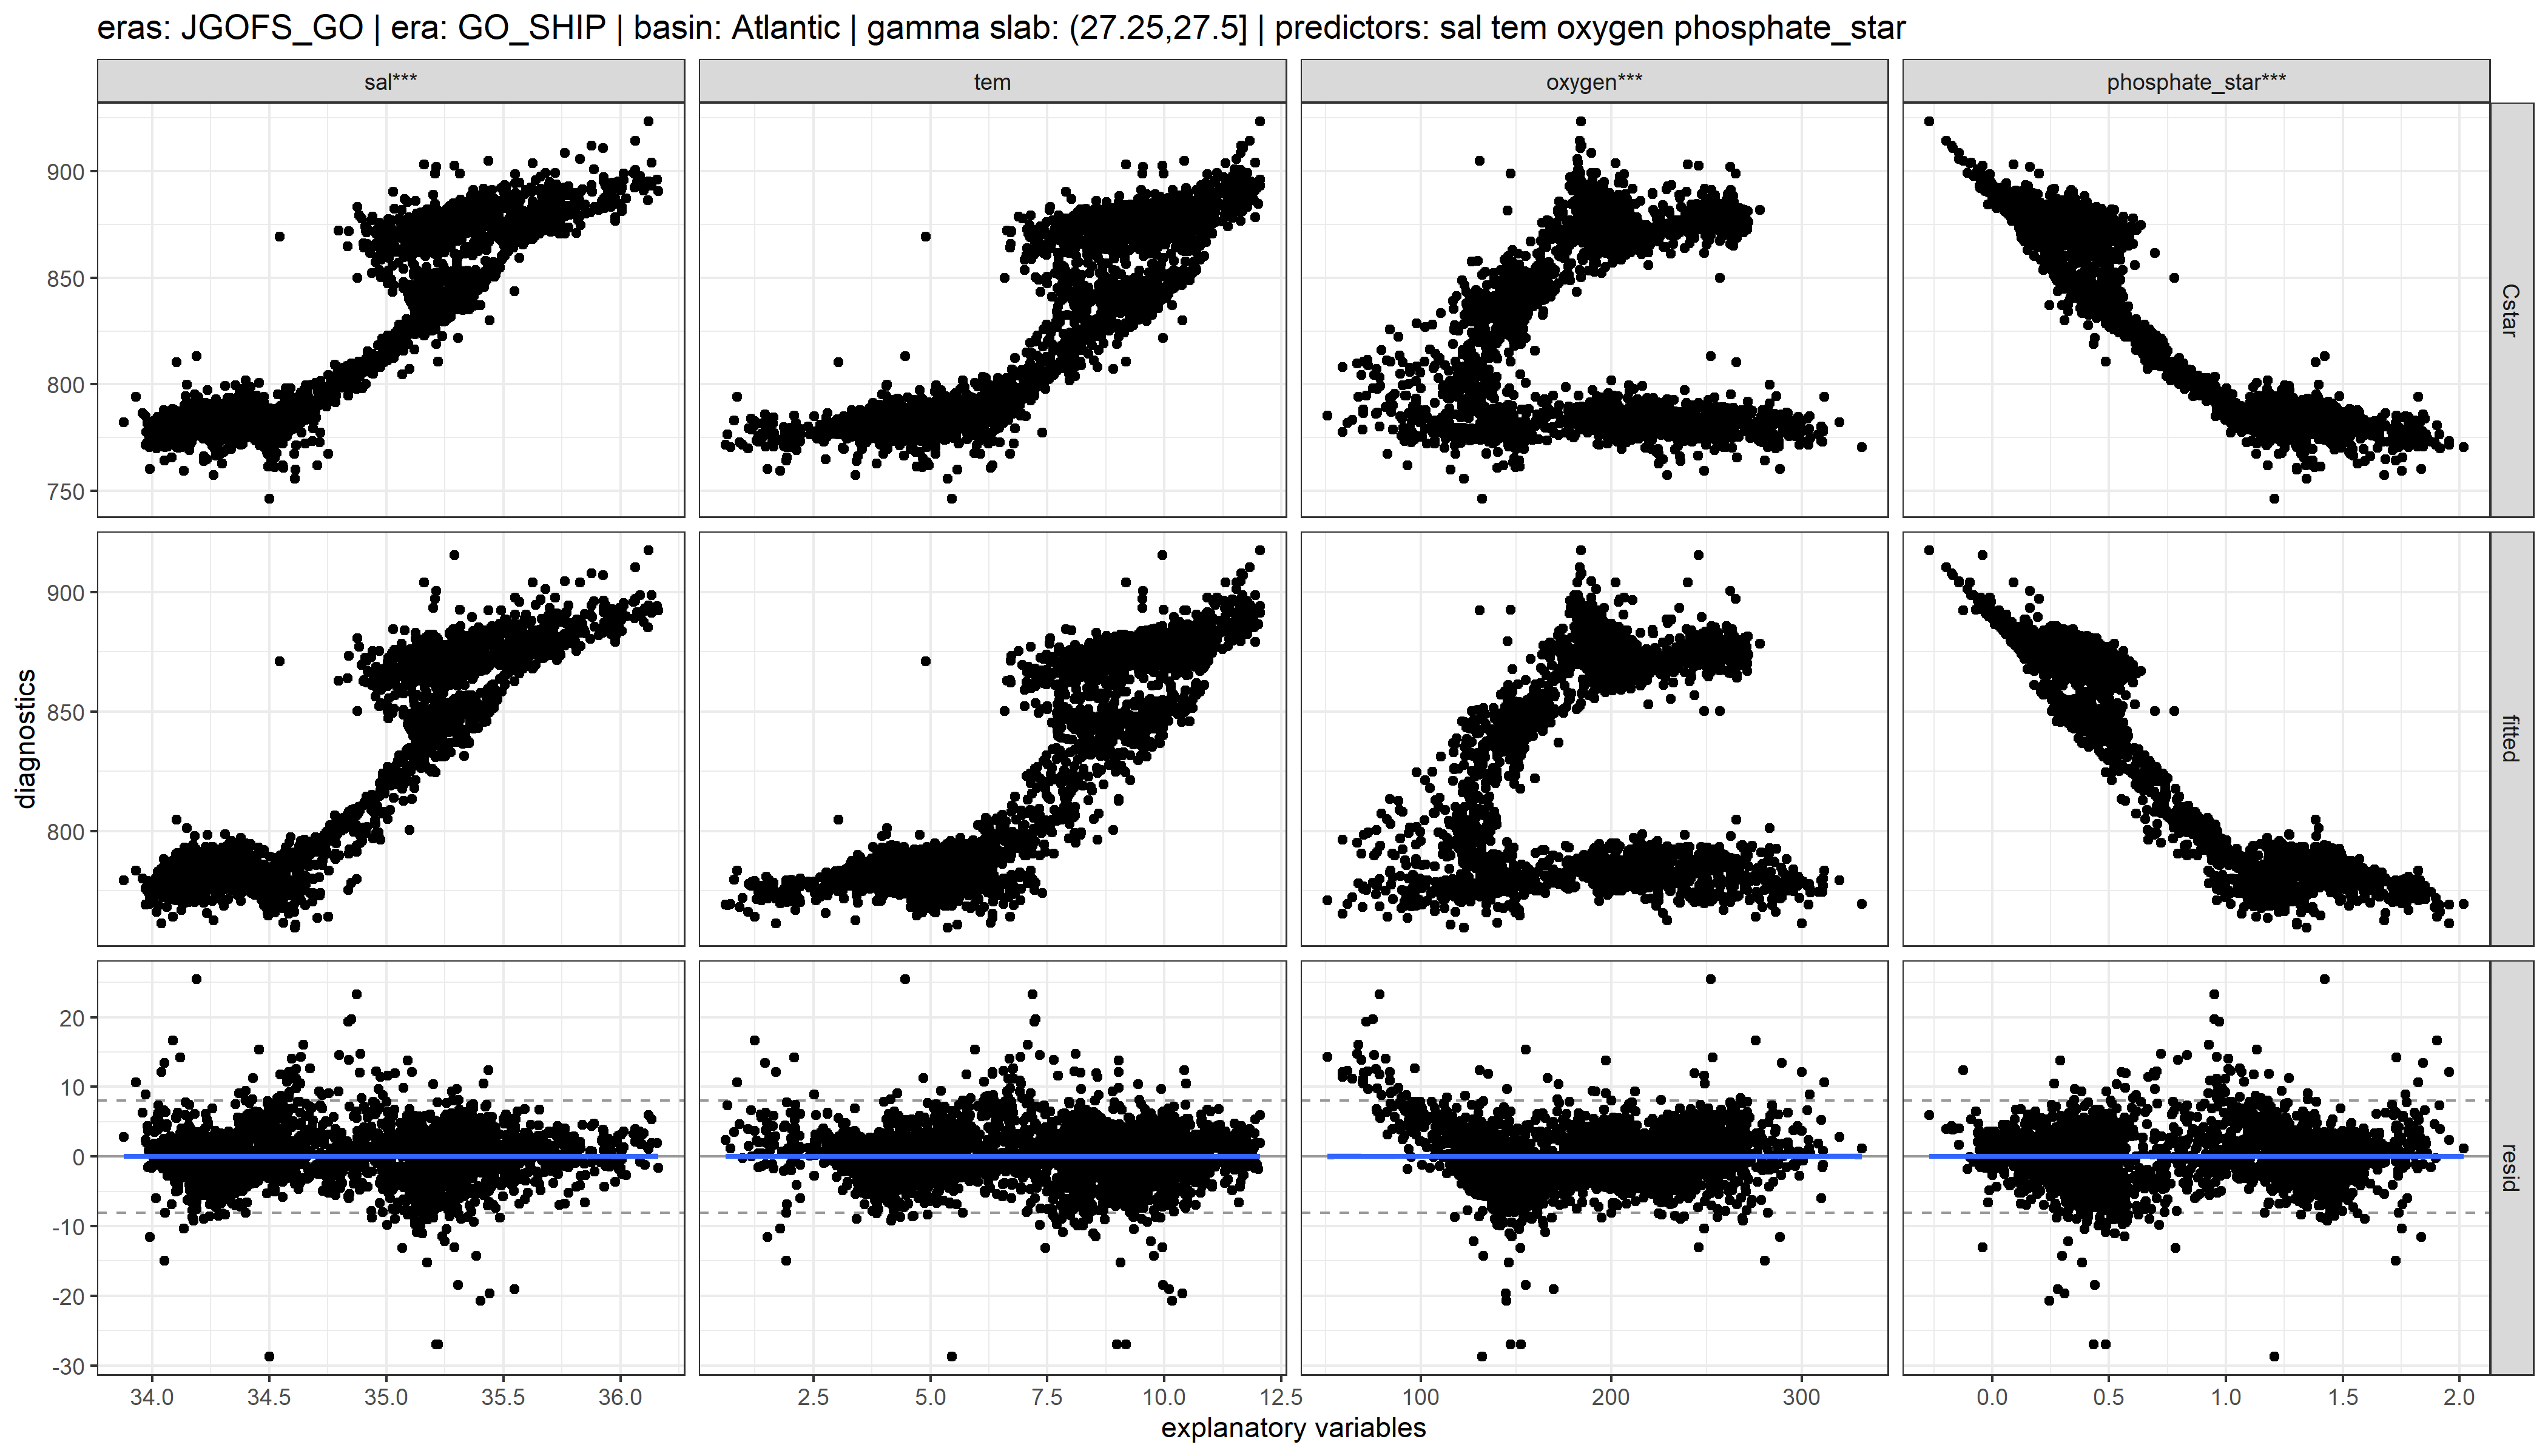 eras: JGOFS_GO | era: GO_SHIP | basin: Atlantic | gamma slab: (27.25,27.5] | predictors: sal tem oxygen phosphate_star
sal*** tem oxygen*** phosphate_star***
900
850
800
750
Cstar
900
850
800
fitted
diagnostics
20
10
0
-10
-20
-30
resid
34.0 34.5 35.0 35.5 36.0 2.5 5.0 7.5 10.0 12.5 100 200 300 0.0 0.5 1.0 1.5 2.0
explanatory variables